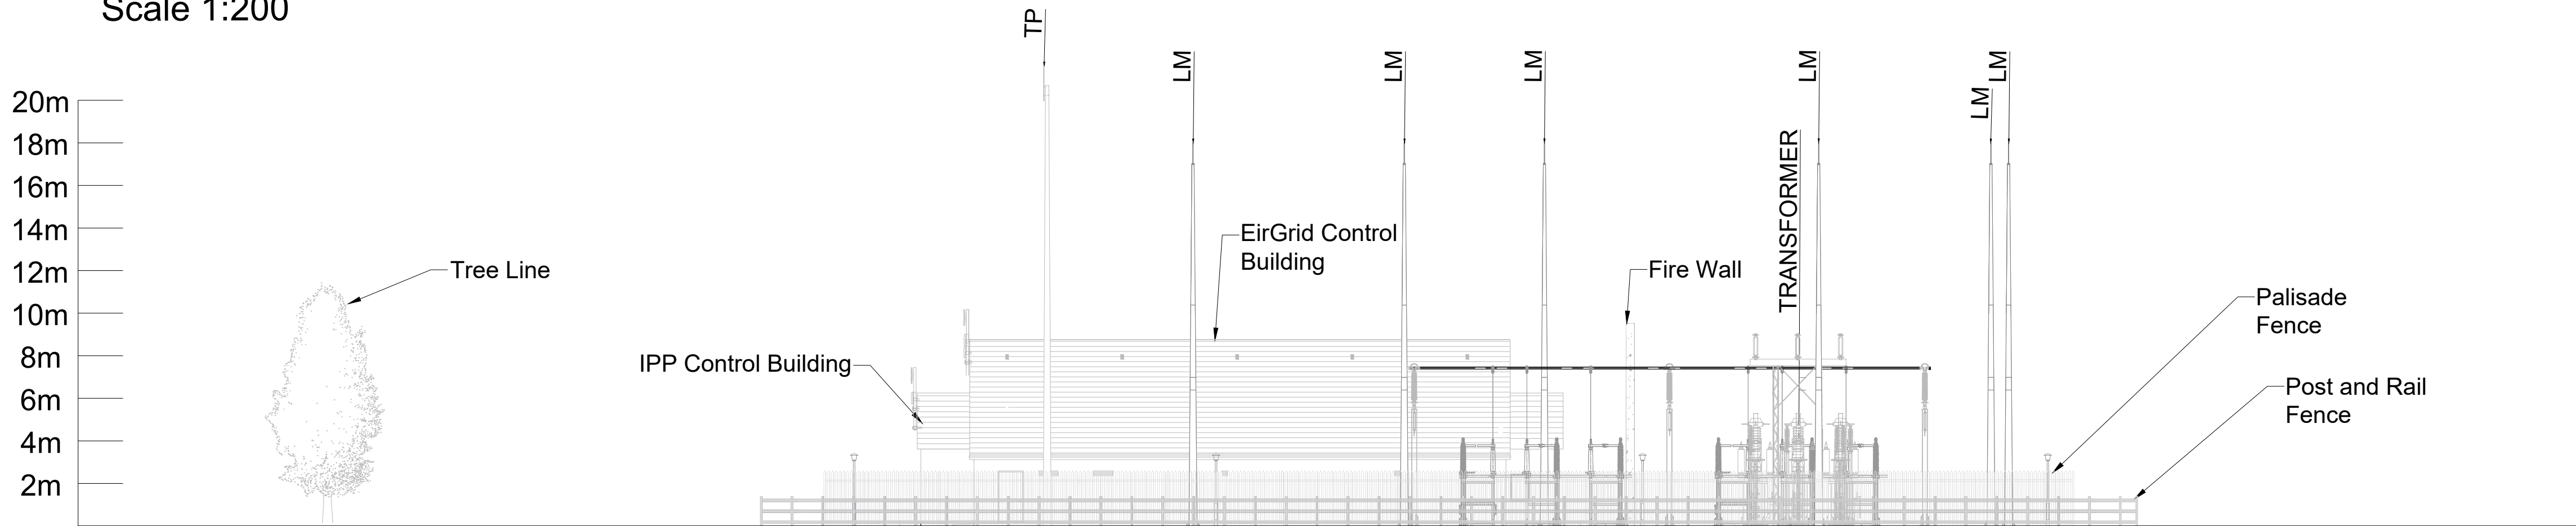 Scale 1:200
TP
LM
LM
LM
LM
LM
LM
TRANSFORMER
20m
18m
16m
14m
12m
10m
8m
6m
4m
2m
Tree Line
IPP Control Building
EirGrid Control
Building
Fire Wall
Palisade
Fence
Post and Rail
Fence